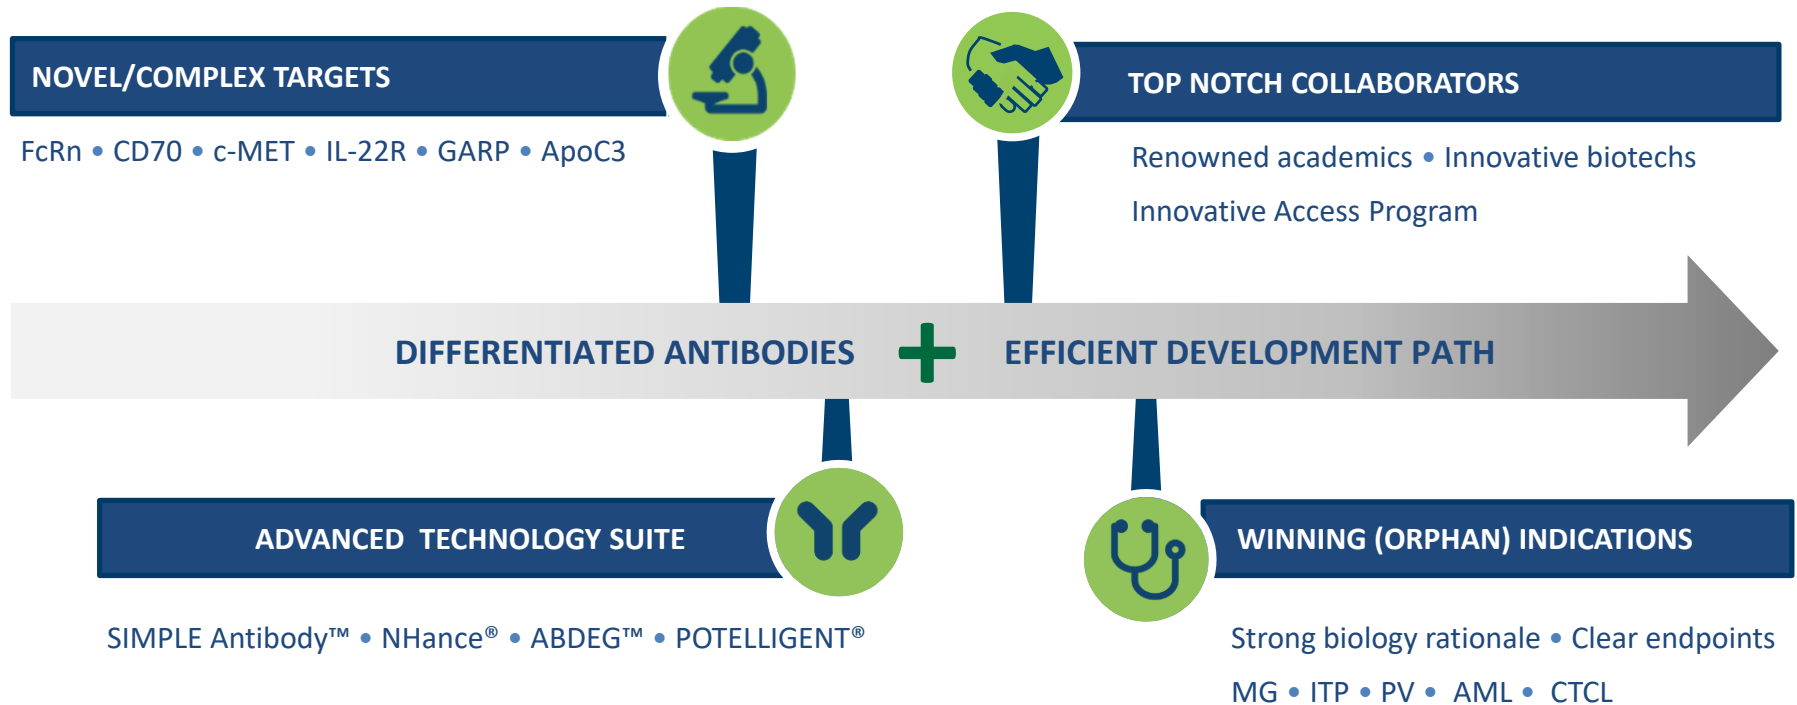 NOVEL/COMPLEX TARGETS
FcRn • CD70 • c-MET • IL-22R • GARP • ApoC3
TOP NOTCH COLLABORATORS
Renowned academics • Innovative biotechs
Innovative Access Program
DIFFERENTIATED ANTIBODIES + EFFICIENT DEVELOPMENT PATH
ADVANCED TECHNOLOGY SUITE
SIMPLE Antibody™ • NHance® • ABDEG™ • POTELLIGENT®
WINNING (ORPHAN) INDICATIONS
Strong biology rationale • Clear endpoints
MG • ITP • PV • AML • CTCL